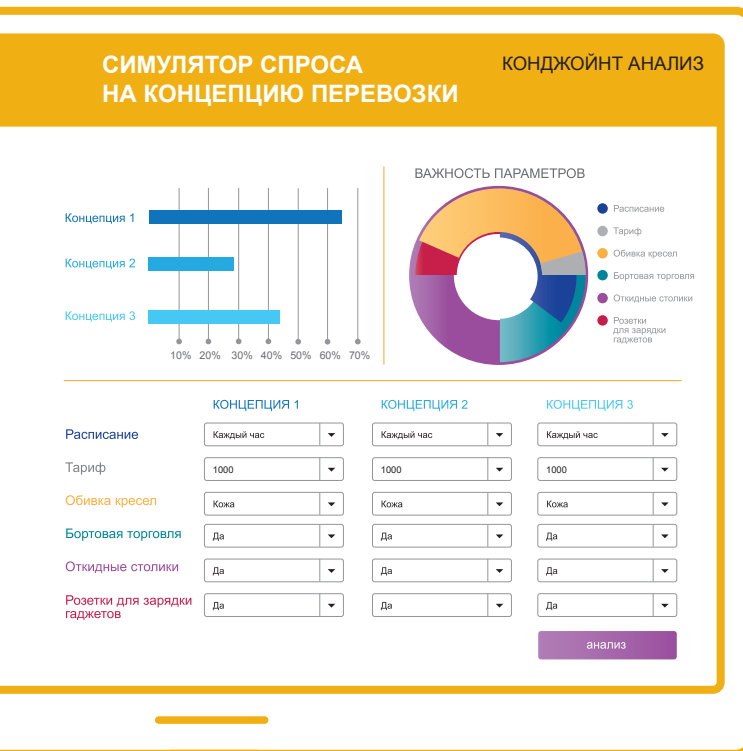 СИМУЛЯТОР СПРОСА
НА КОНЦЕПЦИЮ ПЕРЕВОЗКИ
КОНДЖОЙНТ АНАЛИЗ
Концепция 1
Концепция 2
Концепция 3
10% 20% 30% 40% 50% 60% 70%
ВАЖНОСТЬ ПАРАМЕТРОВ
Расписание
Тариф
Обивка кресел
Бортовая торговля
Откидные столики
Розетки
для зарядки
гаджетов
КОНЦЕПЦИЯ 1 КОНЦЕПЦИЯ 2 КОНЦЕПЦИЯ 3
Расписание Каждый час Каждый час Каждый час
Тариф 1000 1000 1000
Обивка кресел Кожа Кожа Кожа
Бортовая торговля Да Да Да
Откидные столики Да Да Да
Розетки для зарядки
гаджетов Да Да Да
анализ